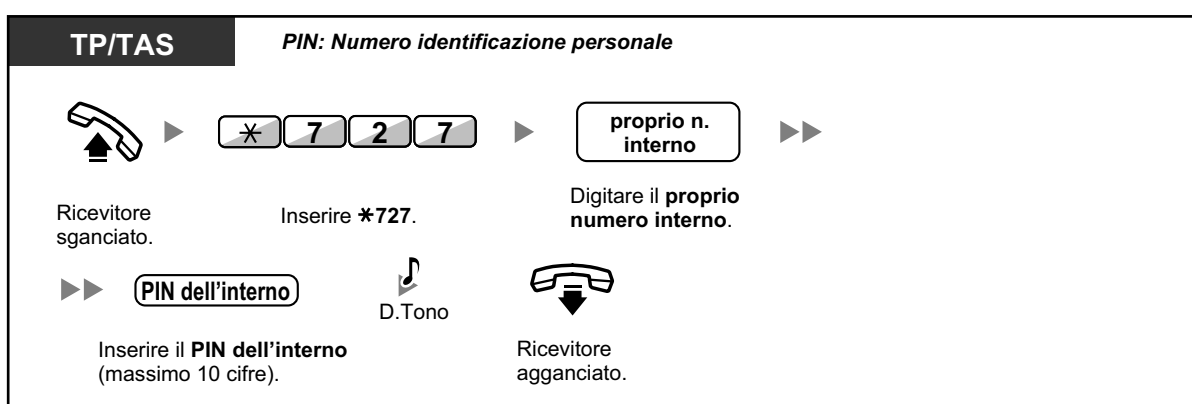 TP/TAS
PIN: Numero identificazione personale
* 7 2 7
proprio n.
interno
Ricevitore
sganciato.
Inserire *727.
Digitare il proprio
numero interno.
PIN dell'interno
D.Tono
Inserire il PIN dell'interno
(massimo 10 cifre).
Ricevitore
agganciato.